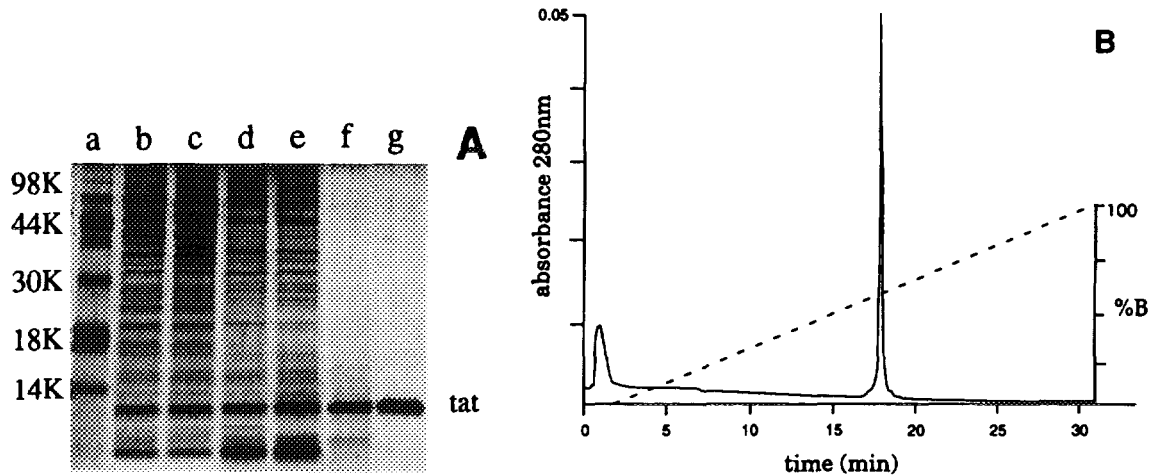 a b c d e f g
A
98K
44K
30K
18K
14K
tat
B
0.05
absorbance 280nm
100
%B
0 5 10 15 20 25 30
time (min)